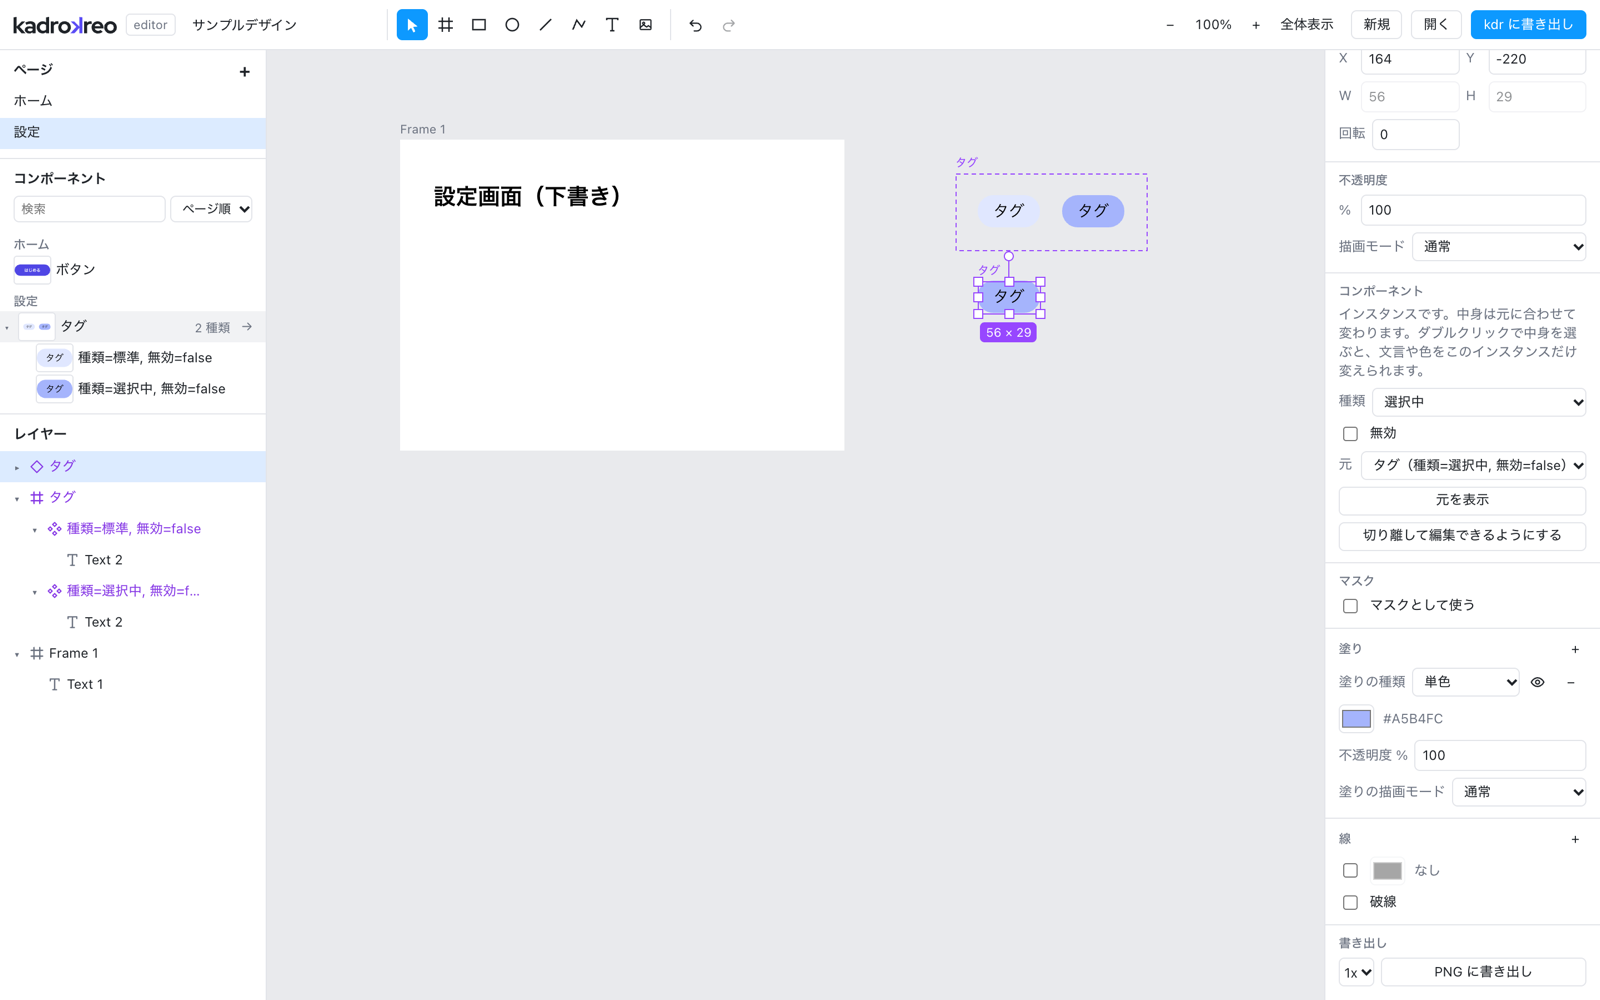 kadrokreo editor サンプルデザイン
− 100% + 全体表示 新規 開く kdr に書き出し
ページ +
ホーム
設定
コンポーネント
検索 ページ順
ホーム
はじめる ボタン
設定
タグ 2 種類 →
タグ 種類=標準, 無効=false
タグ 種類=選択中, 無効=false
レイヤー
タグ
タグ
種類=標準, 無効=false
Text 2
種類=選択中, 無効=f...
Text 2
Frame 1
Text 1
Frame 1
設定画面（下書き）
タグ
タグ タグ
タグ
タグ
56 × 29
X 164 Y -220
W 56 H 29
回転 0
不透明度
% 100
描画モード 通常
コンポーネント
インスタンスです。中身は元に合わせて
変わります。ダブルクリックで中身を選
ぶと、文言や色をこのインスタンスだけ
変えられます。
種類 選択中
無効
元 タグ（種類=選択中, 無効=false）
元を表示
切り離して編集できるようにする
マスク
マスクとして使う
塗り +
塗りの種類 単色 −
#A5B4FC
不透明度 % 100
塗りの描画モード 通常
線 +
なし
破線
書き出し
1x PNG に書き出し